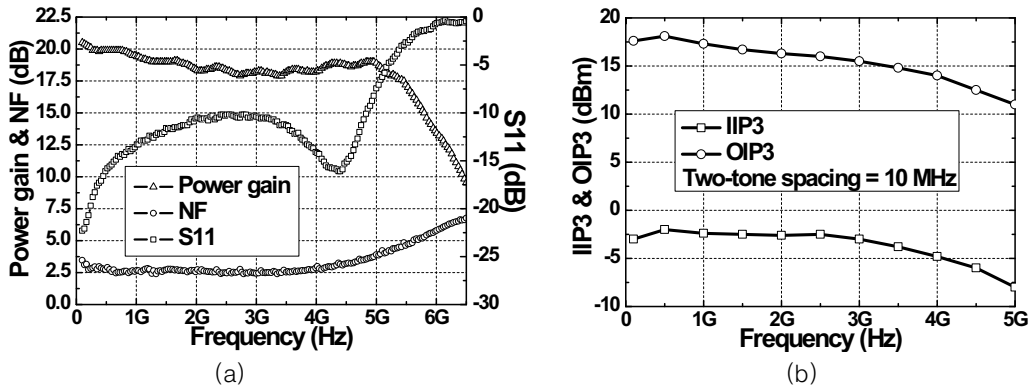 22.5
20.0
17.5
15.0
12.5
10.0
7.5
5.0
2.5
0.0
Power gain & NF (dB)
Power gain
NF
S11
0
-5
-10
-15
-20
-25
-30
S11 (dB)
0 1G 2G 3G 4G 5G 6G
Frequency (Hz)
(a)
20
15
10
5
0
-5
-10
IIP3 & OIP3 (dBm)
IIP3
OIP3
Two-tone spacing = 10 MHz
0 1G 2G 3G 4G 5G
Frequency (Hz)
(b)